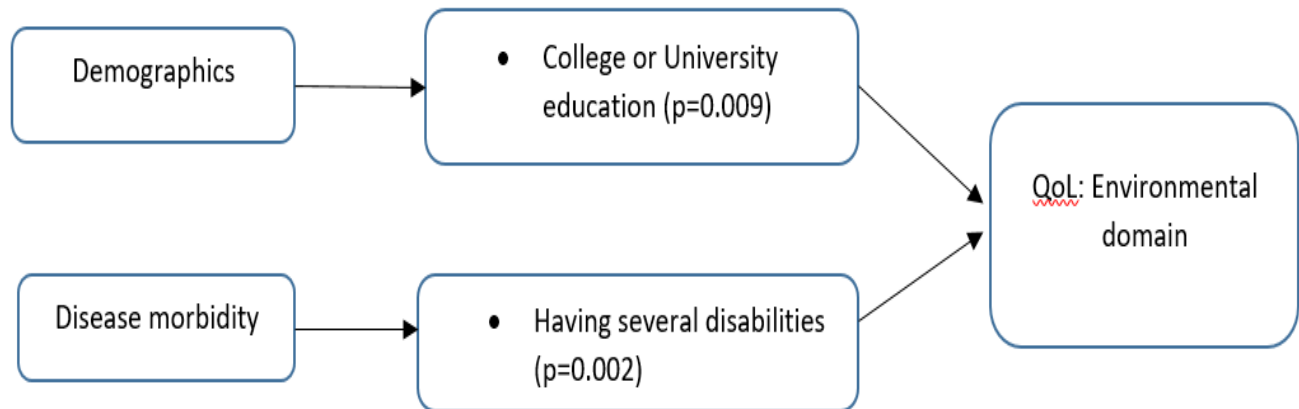 Demographics
• College or University
education (p=0.009)
QoL: Environmental
domain
Disease morbidity
• Having several disabilities
(p=0.002)